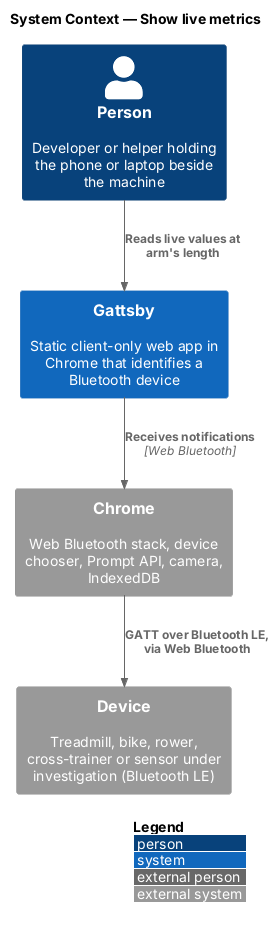 System Context — Show live metrics
Person
Developer or helper holding
the phone or laptop beside
the machine
Reads live values at
arm's length
Gattsby
Static client-only web app in
Chrome that identifies a
Bluetooth device
Receives notifications
[Web Bluetooth]
Chrome
Web Bluetooth stack, device
chooser, Prompt API, camera,
IndexedDB
GATT over Bluetooth LE,
via Web Bluetooth
Device
Treadmill, bike, rower,
cross-trainer or sensor under
investigation (Bluetooth LE)
Legend
person
system
external person
external system